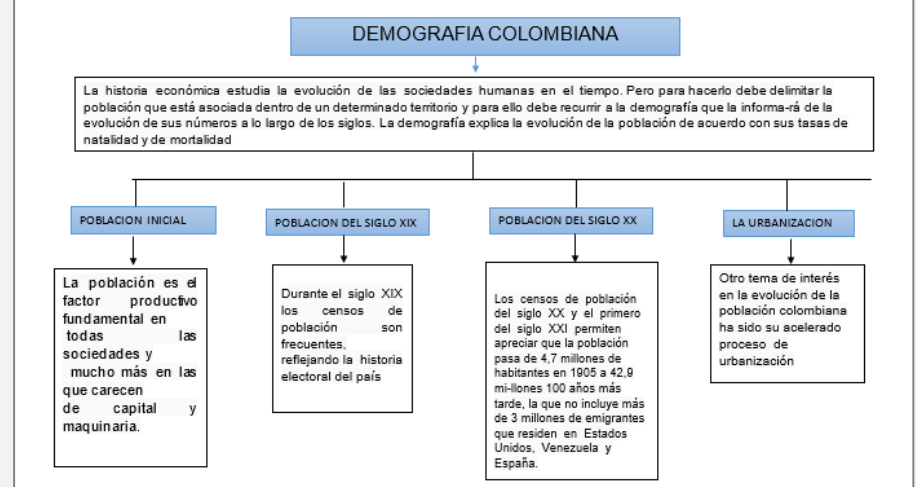 DEMOGRAFIA COLOMBIANA
La historia económica estudia la evolución de las sociedades humanas en el tiempo. Pero para hacerlo debe delimitar la
población que está asociada dentro de un determinado territorio y para ello debe recurrir a la demografía que la informa-rá de la
evolución de sus números a lo largo de los siglos. La demografía explica la evolución de la población de acuerdo con sus tasas de
natalidad y de mortalidad
POBLACION INICIAL
La población es el
factor productivo
fundamental en
todas las
sociedades y
mucho más en las
que carecen
de capital y
maquinaria.
POBLACION DEL SIGLO XIX
Durante el siglo XIX
los censos de
población son
frecuentes,
reflejando la historia
electoral del país
POBLACION DEL SIGLO XX
Los censos de población
del siglo XX y el primero
del siglo XXI permiten
apreciar que la población
pasa de 4,7 millones de
habitantes en 1905 a 42,9
mi-llones 100 años más
tarde, la que no incluye más
de 3 millones de emigrantes
que residen en Estados
Unidos, Venezuela y
España.
LA URBANIZACION
Otro tema de interés
en la evolución de la
población colombiana
ha sido su acelerado
proceso de
urbanización